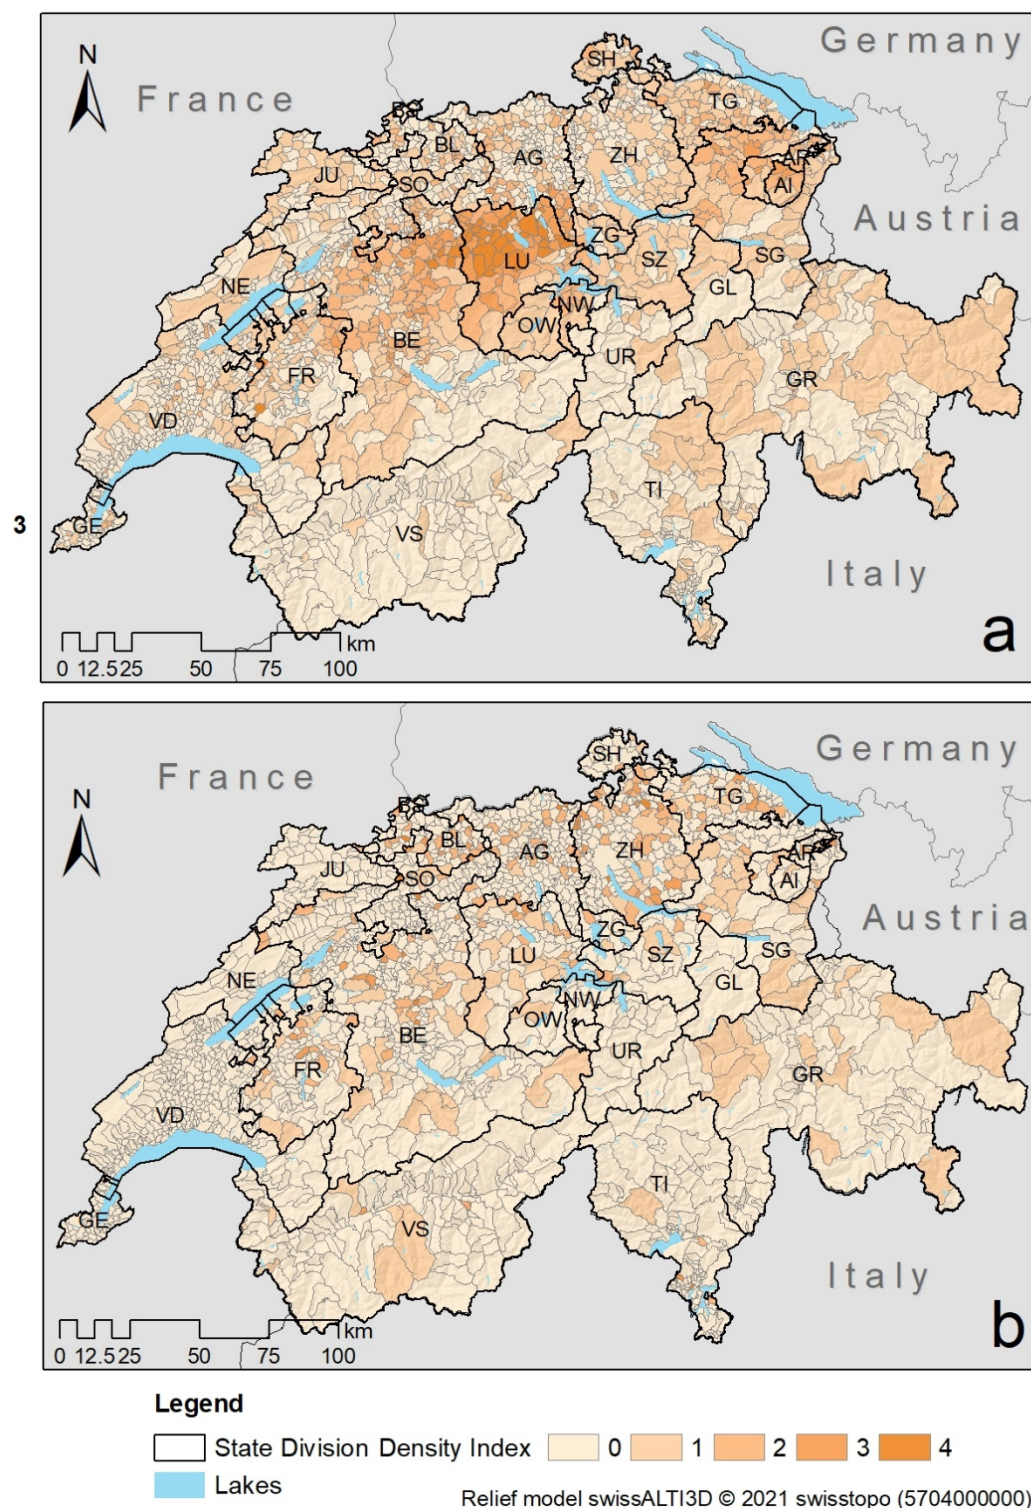 N
France
Germany
Austria
Italy
SH
TG
BS
BL
AG
ZH
AR
AI
JU
SO
NE
LU
ZG
SZ
SG
GL
NW
OW
BE
UR
FR
GR
VD
TI
VS
GE
3
km
0 12.5 25 50 75 100
a
N
France
Germany
Austria
Italy
SH
TG
BS
BL
AG
ZH
AR
AI
JU
SO
NE
LU
ZG
SZ
SG
GL
NW
OW
BE
UR
FR
GR
VD
TI
VS
GE
km
0 12.5 25 50 75 100
b
Legend
State Division Density Index 0 1 2 3 4
Lakes
Relief model swissALTI3D © 2021 swisstopo (5704000000)